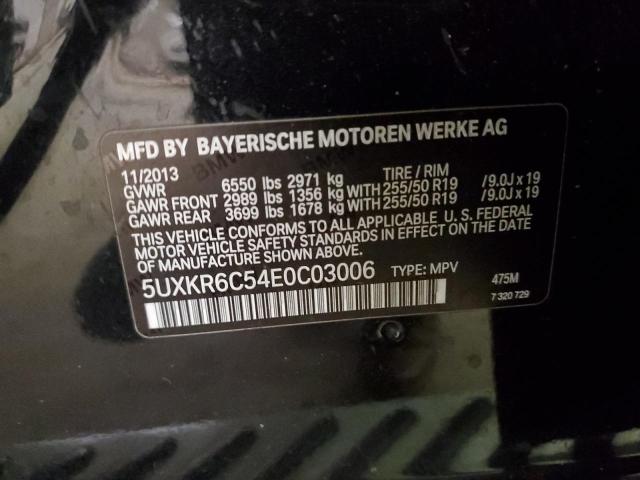 MFD BY BAYERISCHE MOTOREN WERKE AG
11/2013 TIRE / RIM
GVWR 6550 lbs 2971 kg
GAWR FRONT 2989 lbs 1356 kg WITH 255/50 R19 /9.0J x 19
GAWR REAR 3699 lbs 1678 kg WITH 255/50 R19 /9.0J x 19
THIS VEHICLE CONFORMS TO ALL APPLICABLE U. S. FEDERAL
MOTOR VEHICLE SAFETY STANDARDS IN EFFECT ON THE DATE
OF MANUFACTURE SHOWN ABOVE.
5UXKR6C54E0C03006 TYPE: MPV 475M
7 320 729